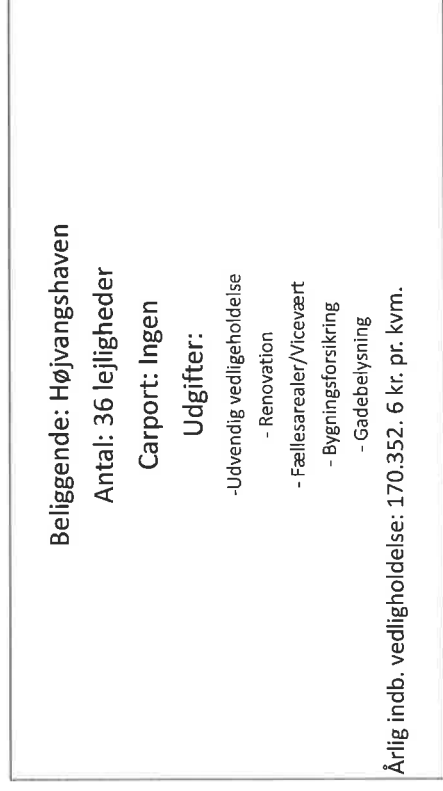 Beliggende: Højvangshaven
Antal: 36 lejligheder
Carport: Ingen
Udgifter:
-Udvendig vedligeholdelse
- Renovation
- Fællesarealer/Vicevært
- Bygningsforsikring
- Gadebelysning
Årlig indb. vedligholdelse: 170.352. 6 kr. pr. kvm.